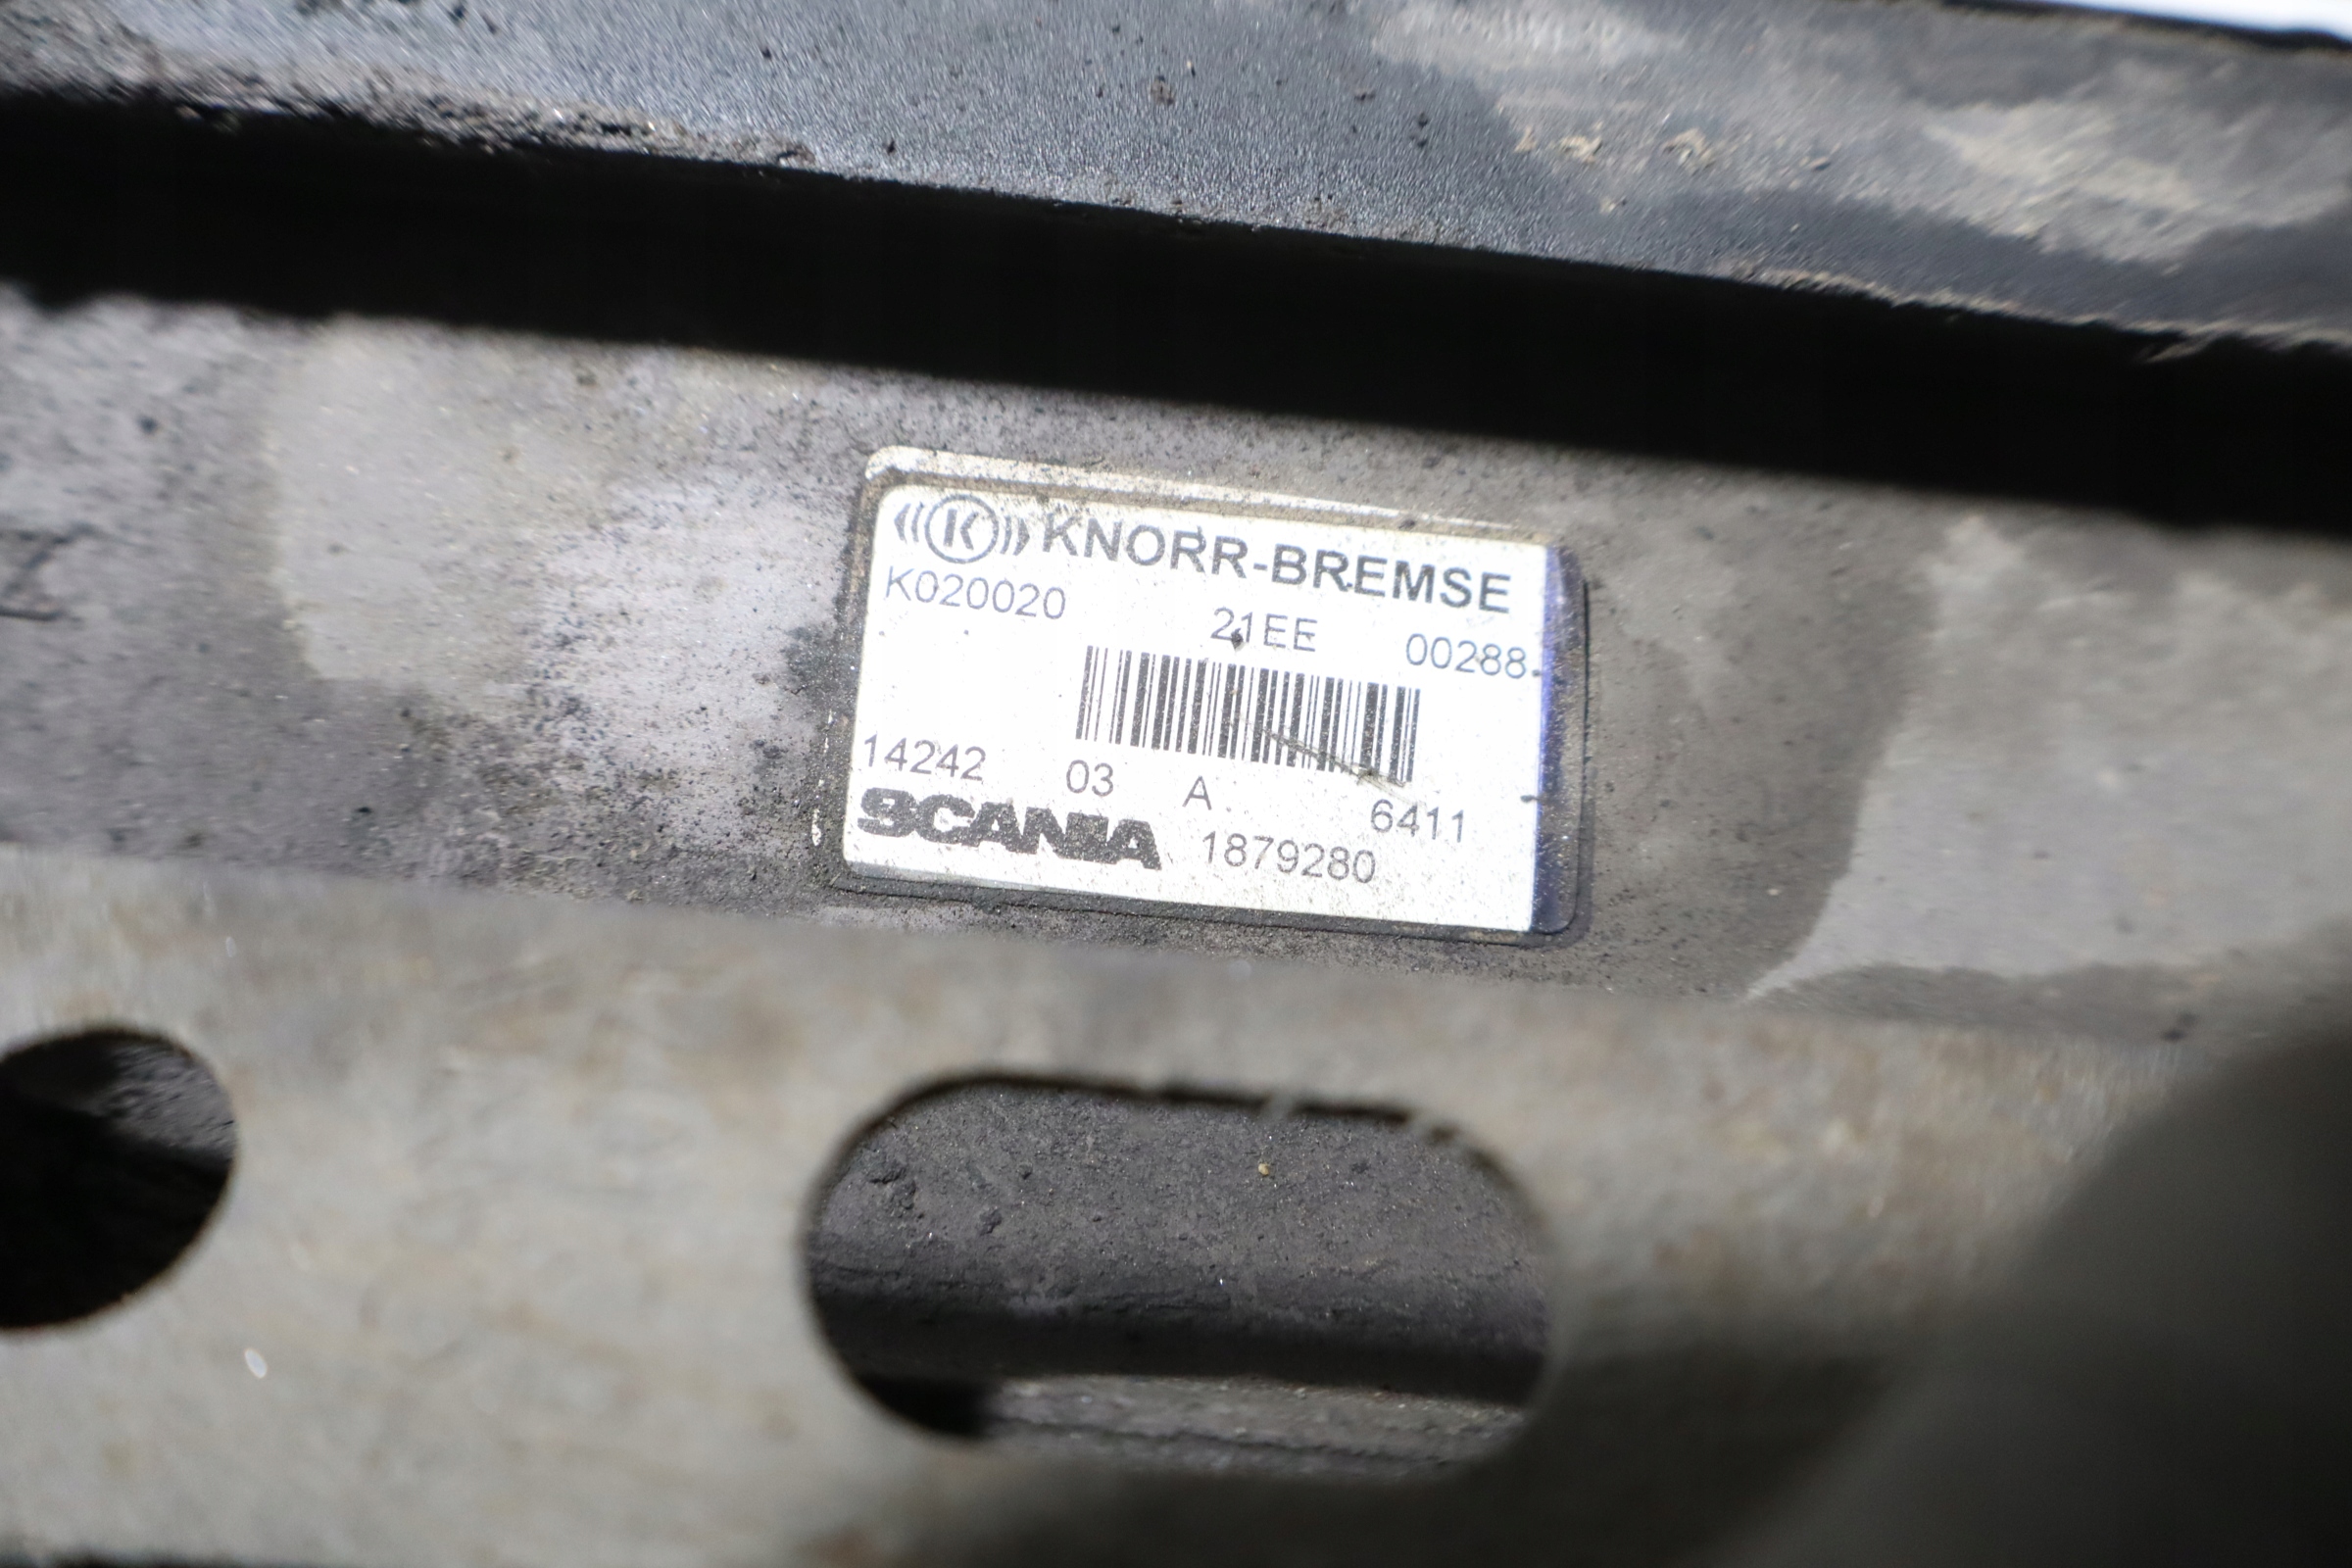 KNORR-BREMSE
K020020 21EE 00288
14242 03 A 6411
SCANIA 1879280